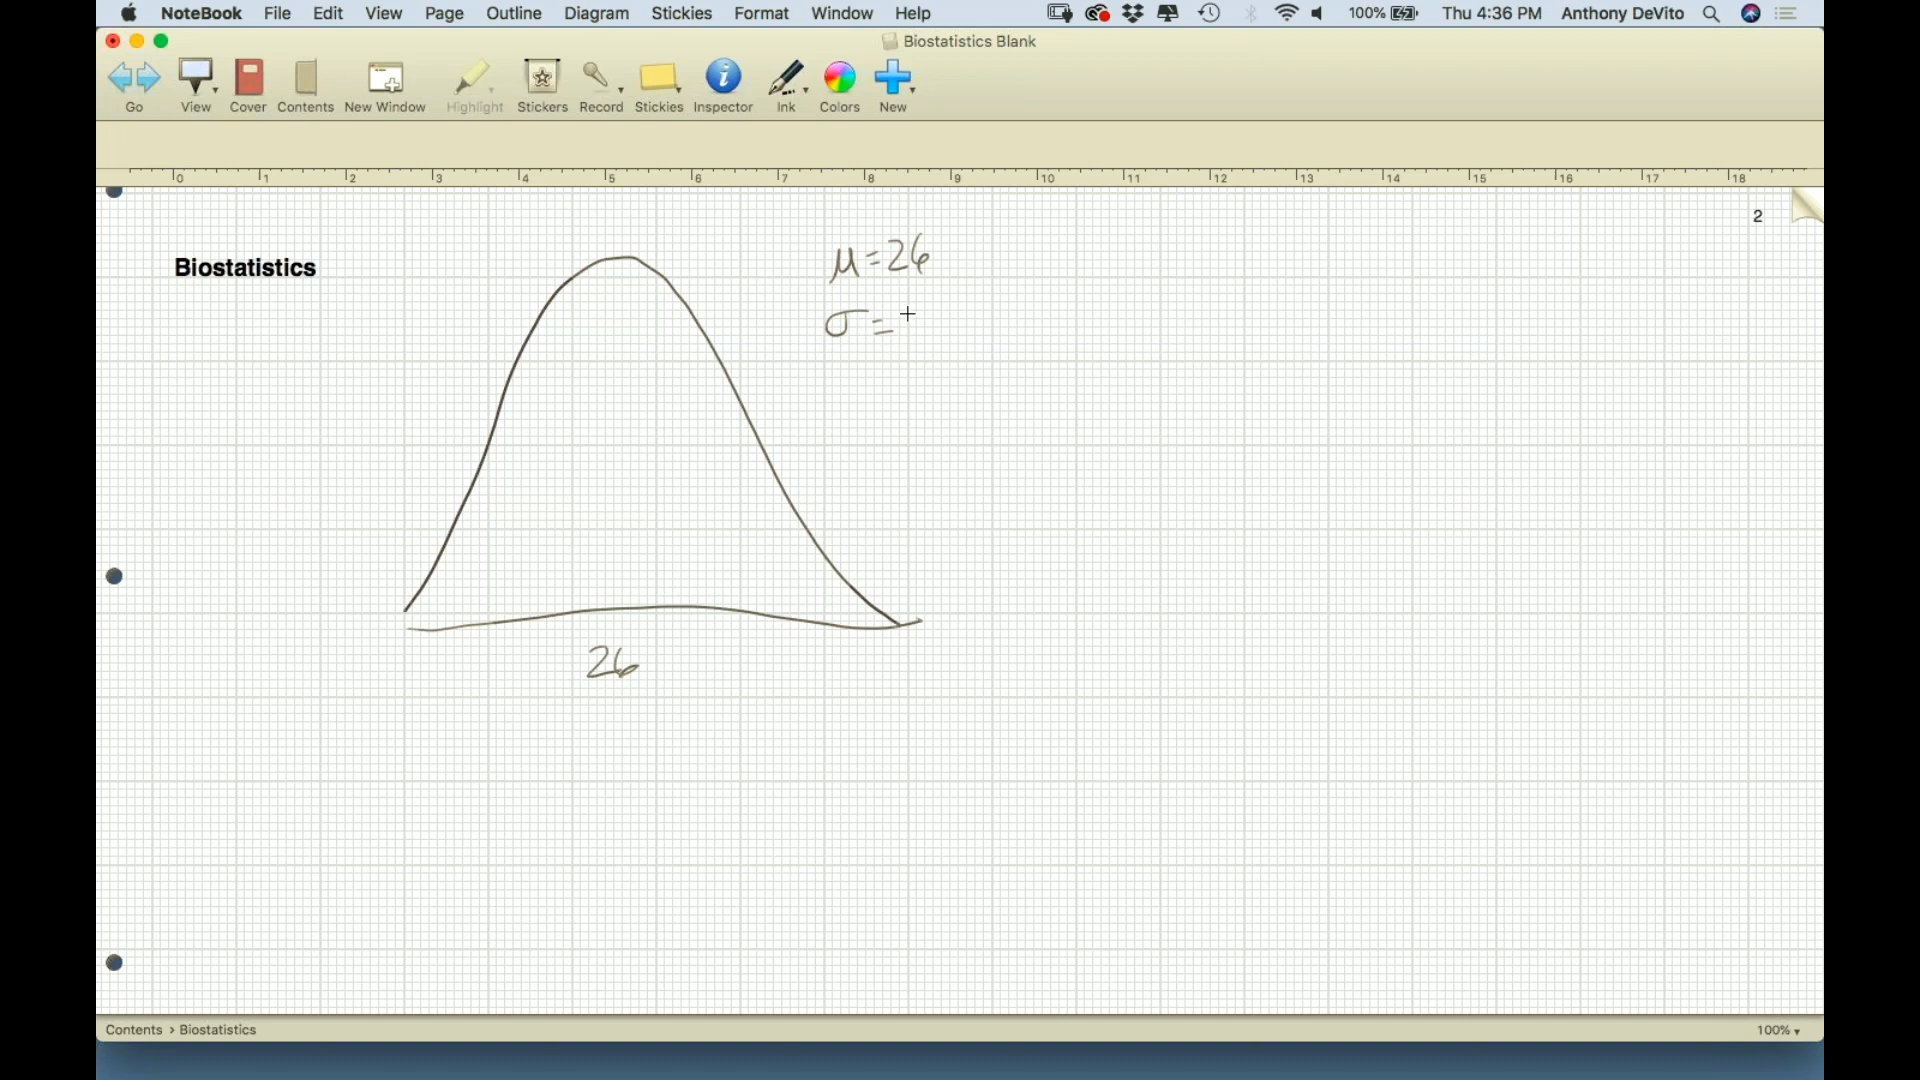 NoteBook File Edit View Page Outline Diagram Stickies Format Window Help 100% Thu 4:36 PM Anthony DeVito
Biostatistics Blank
Go View Cover Contents New Window Highlight Stickers Record Stickies Inspector Ink Colors New
0 1 2 3 4 5 6 7 8 9 10 11 12 13 14 15 16 17 18
2
Biostatistics
μ=26
σ=
26
Contents › Biostatistics 100%